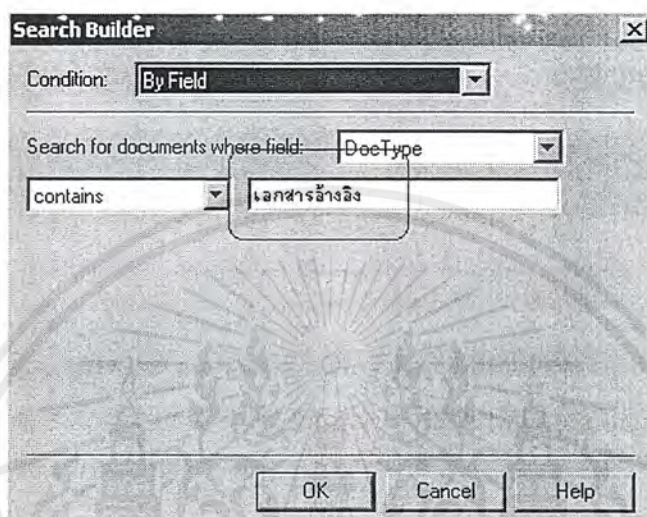 Search Builder
Condition: By Field
Search for documents where field: DocType
contains เอกสารอ้างอิง
OK Cancel Help